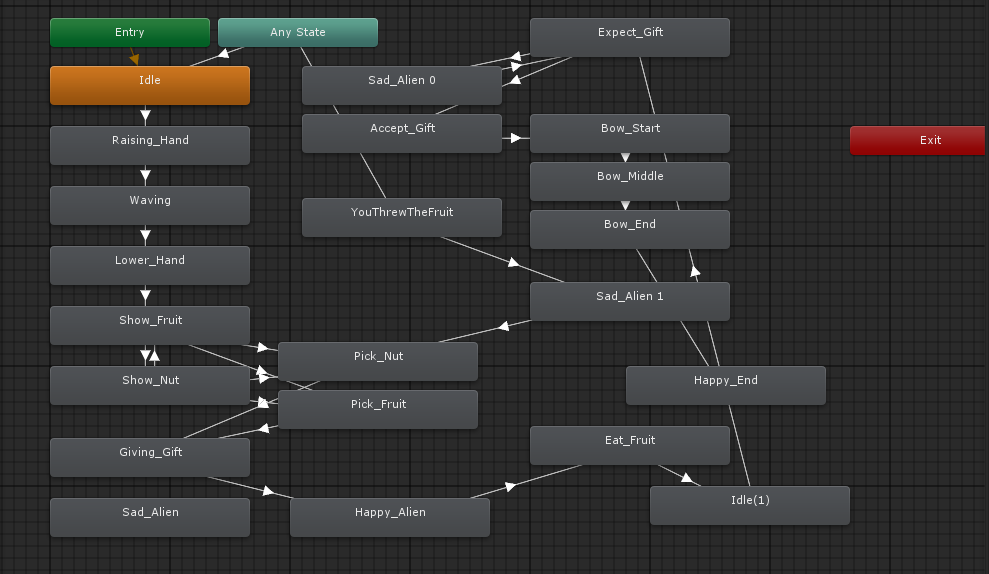 Entry
Any State
Expect_Gift
Idle
Sad_Alien 0
Raising_Hand
Accept_Gift
Bow_Start
Exit
Bow_Middle
Waving
YouThrewTheFruit
Bow_End
Lower_Hand
Sad_Alien 1
Show_Fruit
Pick_Nut
Show_Nut
Happy_End
Pick_Fruit
Giving_Gift
Eat_Fruit
Idle(1)
Sad_Alien
Happy_Alien